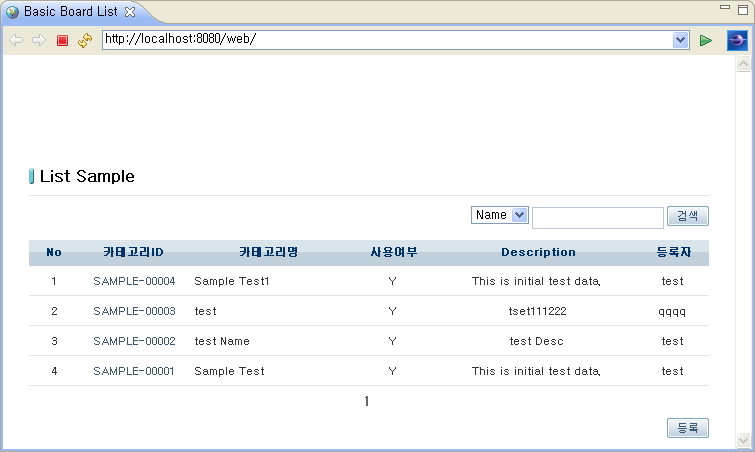 Basic Board List
http://localhost:8080/web/
List Sample
Name 검색
No 카테고리ID 카테고리명 사용여부 Description 등록자
1 SAMPLE-00004 Sample Test1 Y This is initial test data. test
2 SAMPLE-00003 test Y tset111222 qqqq
3 SAMPLE-00002 test Name Y test Desc test
4 SAMPLE-00001 Sample Test Y This is initial test data. test
1
등록